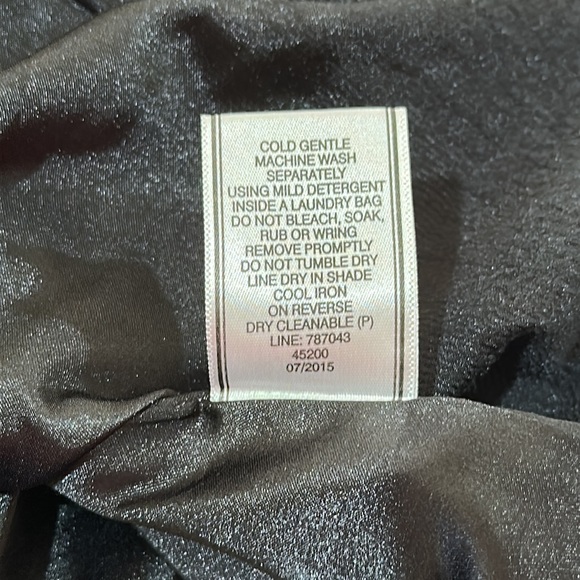 COLD GENTLE
MACHINE WASH
SEPARATELY
USING MILD DETERGENT
INSIDE A LAUNDRY BAG
DO NOT BLEACH, SOAK,
RUB OR WRING
REMOVE PROMPTLY
DO NOT TUMBLE DRY
LINE DRY IN SHADE
COOL IRON
ON REVERSE
DRY CLEANABLE (P)
LINE: 787043
45200
07/2015